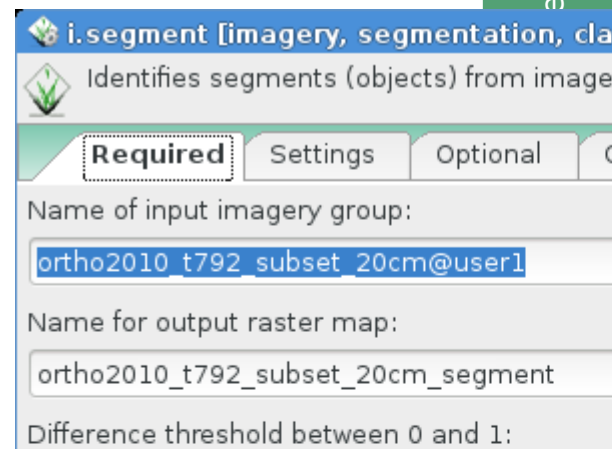 i.segment [imagery, segmentation, cla
Identifies segments (objects) from image
Required Settings Optional
Name of input imagery group:
ortho2010_t792_subset_20cm@user1
Name for output raster map:
ortho2010_t792_subset_20cm_segment
Difference threshold between 0 and 1: